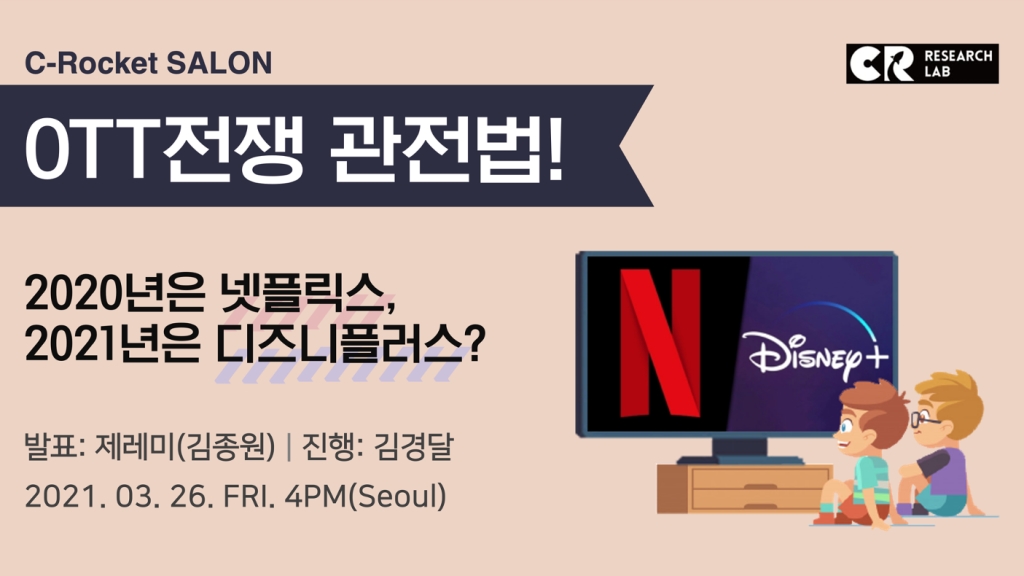 C-Rocket SALON
CR RESEARCH LAB
OTT전쟁 관전법!
2020년은 넷플릭스,
2021년은 디즈니플러스?
N
Disney+
발표: 제레미(김종원) | 진행: 김경달
2021. 03. 26. FRI. 4PM(Seoul)